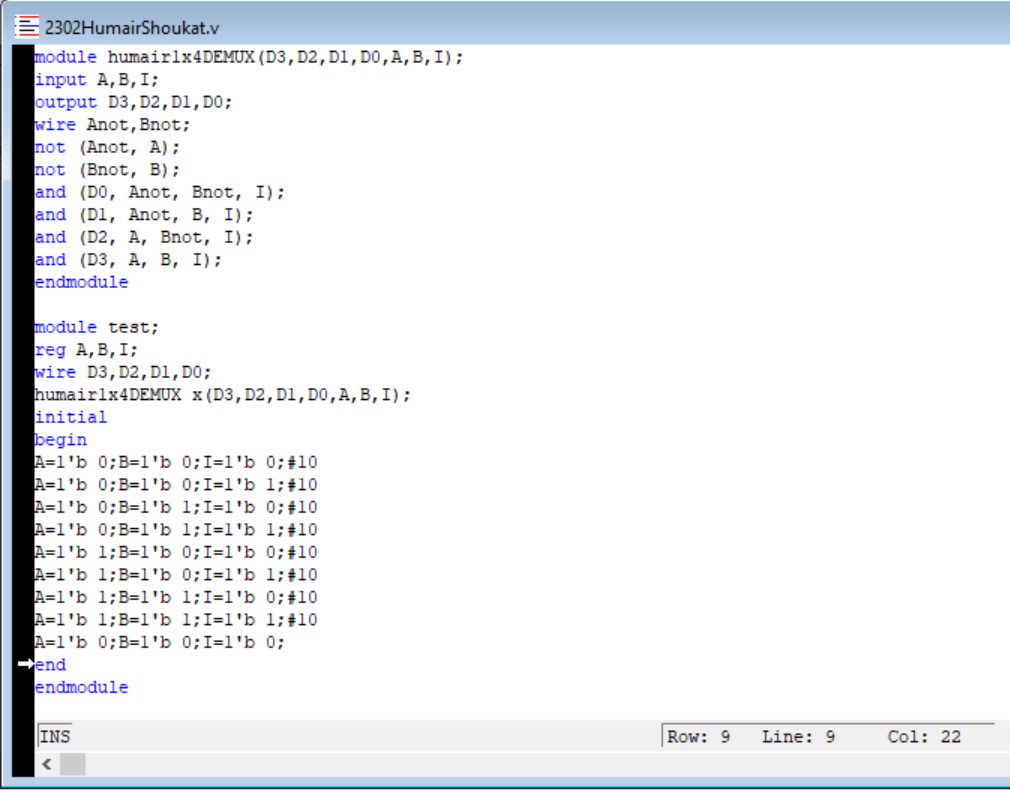 2302HumairShoukat.v
module humair1x4DEMUX(D3,D2,D1,D0,A,B,I);
input A,B,I;
output D3,D2,D1,D0;
wire Anot,Bnot;
not (Anot, A);
not (Bnot, B);
and (D0, Anot, Bnot, I);
and (D1, Anot, B, I);
and (D2, A, Bnot, I);
and (D3, A, B, I);
endmodule
module test;
reg A,B,I;
wire D3,D2,D1,D0;
humair1x4DEMUX x(D3,D2,D1,D0,A,B,I);
initial
begin
A=1'b 0;B=1'b 0;I=1'b 0;#10
A=1'b 0;B=1'b 0;I=1'b 1;#10
A=1'b 0;B=1'b 1;I=1'b 0;#10
A=1'b 0;B=1'b 1;I=1'b 1;#10
A=1'b 1;B=1'b 0;I=1'b 0;#10
A=1'b 1;B=1'b 0;I=1'b 1;#10
A=1'b 1;B=1'b 1;I=1'b 0;#10
A=1'b 1;B=1'b 1;I=1'b 1;#10
A=1'b 0;B=1'b 0;I=1'b 0;
end
endmodule
INS Row: 9 Line: 9 Col: 22